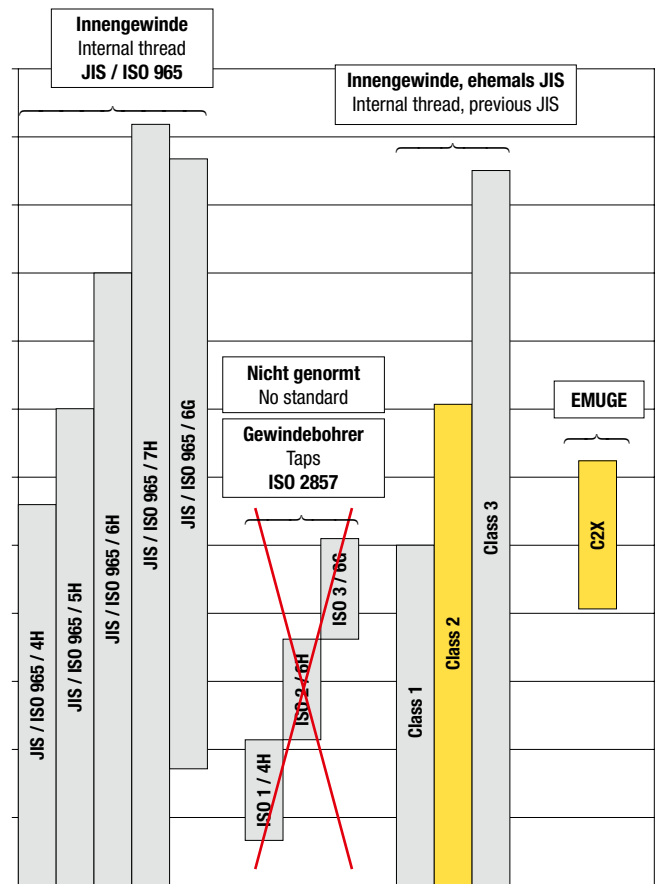 Innengewinde
Internal thread
JIS / ISO 965
Innengewinde, ehemals JIS
Internal thread, previous JIS
Nicht genormt
No standard
Gewindebohrer
Taps
ISO 2857
EMUGE
JIS / ISO 965 / 4H
JIS / ISO 965 / 5H
JIS / ISO 965 / 6H
JIS / ISO 965 / 7H
JIS / ISO 965 / 6G
ISO 1 / 4H
ISO 2 / 6H
ISO 3 / 6G
Class 1
Class 2
Class 3
C2X